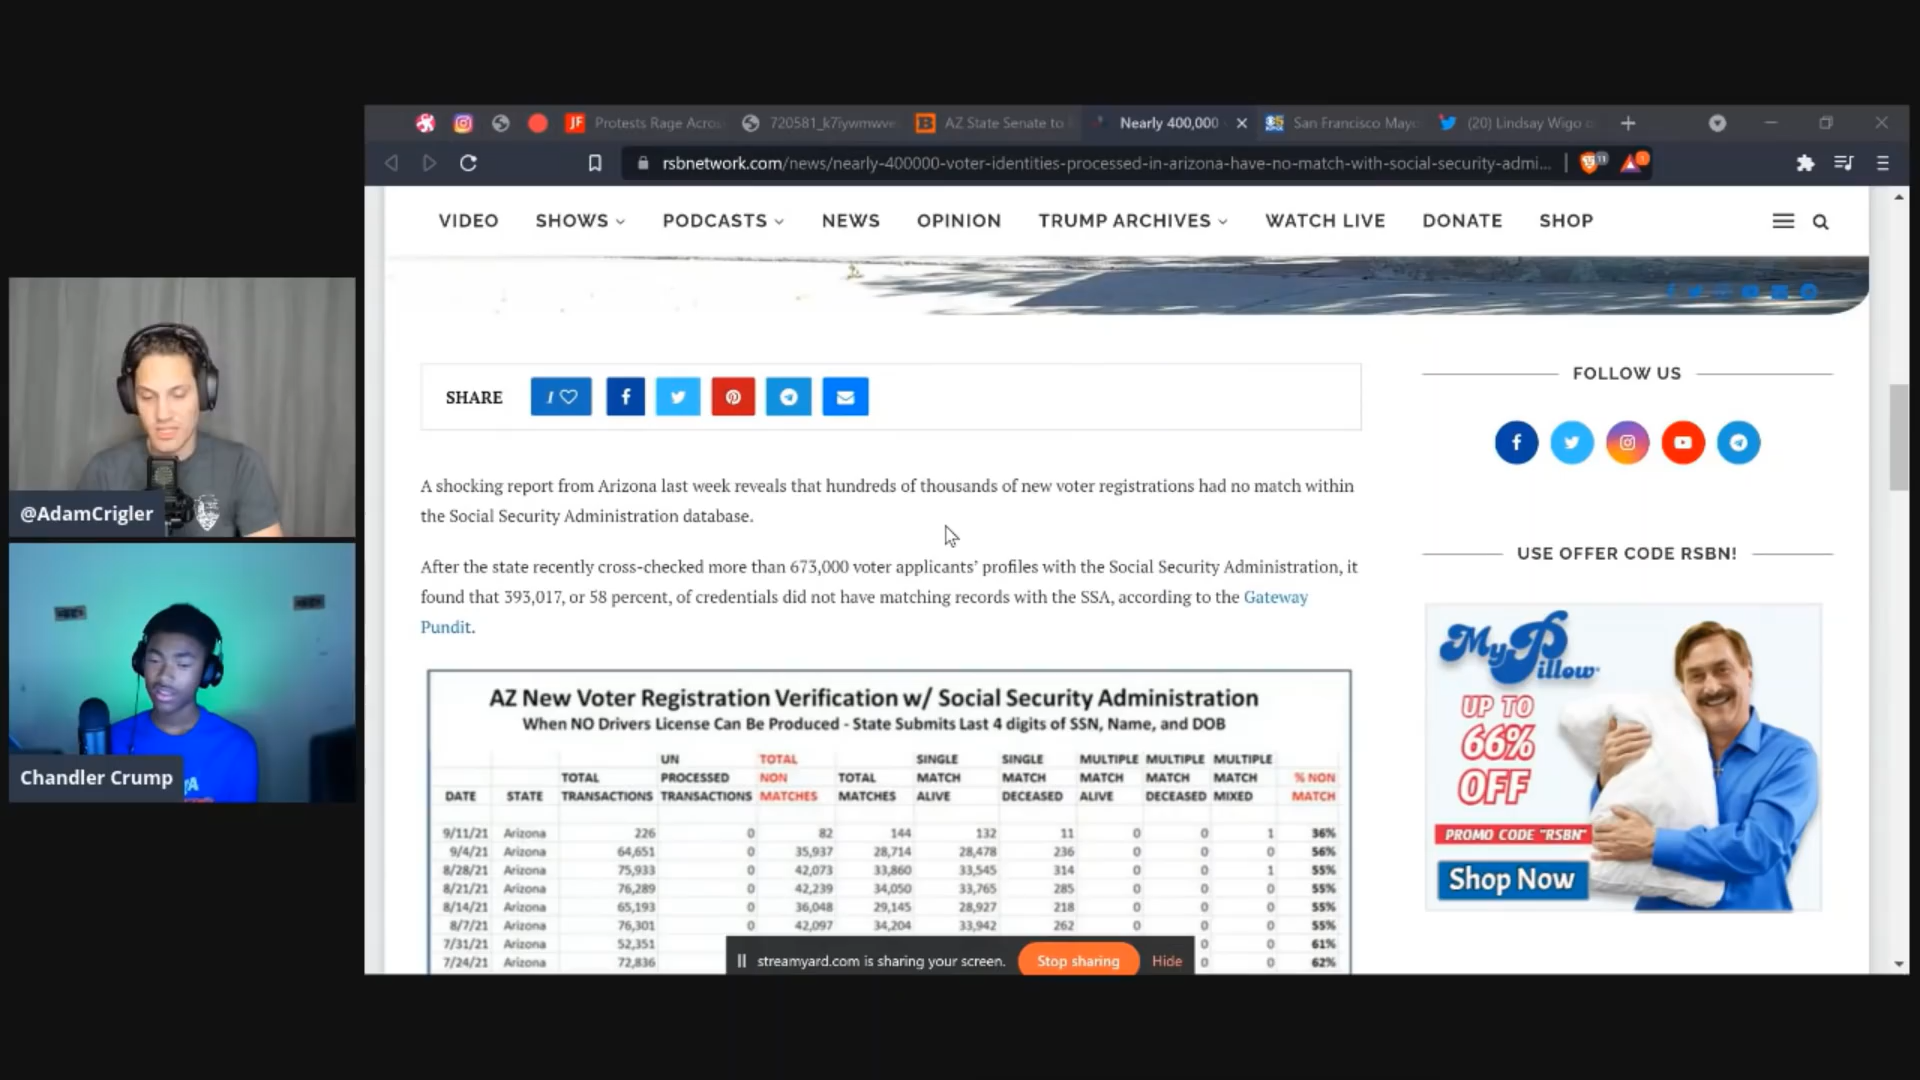 Protests Rage Acros
720581_k7iywmwve
AZ State Senate to
Nearly 400,000
San Francisco Mayo
(20) Lindsay Wigo
rsbnetwork.com/news/nearly-400000-voter-identities-processed-in-arizona-have-no-match-with-social-security-admi...
VIDEO SHOWS PODCASTS NEWS OPINION TRUMP ARCHIVES WATCH LIVE DONATE SHOP
SHARE 1
A shocking report from Arizona last week reveals that hundreds of thousands of new voter registrations had no match within
the Social Security Administration database.
After the state recently cross-checked more than 673,000 voter applicants’ profiles with the Social Security Administration, it
found that 393,017, or 58 percent, of credentials did not have matching records with the SSA, according to the Gateway
Pundit.
AZ New Voter Registration Verification w/ Social Security Administration
When NO Drivers License Can Be Produced - State Submits Last 4 digits of SSN, Name, and DOB
UN TOTAL SINGLE SINGLE MULTIPLE MULTIPLE MULTIPLE
TOTAL PROCESSED NON TOTAL MATCH MATCH MATCH MATCH MATCH % NON
DATE STATE TRANSACTIONS TRANSACTIONS MATCHES MATCHES ALIVE DECEASED ALIVE DECEASED MIXED MATCH
9/11/21 Arizona 226 0 82 144 132 11 0 0 1 36%
9/4/21 Arizona 64,651 0 35,937 28,714 28,478 236 0 0 0 56%
8/28/21 Arizona 75,933 0 42,073 33,860 33,545 314 0 0 1 55%
8/21/21 Arizona 76,289 0 42,239 34,050 33,765 285 0 0 0 55%
8/14/21 Arizona 65,193 0 36,048 29,145 28,927 218 0 0 0 55%
8/7/21 Arizona 76,301 0 42,097 34,204 33,942 262 0 0 0 55%
7/31/21 Arizona 52,351 0 0 61%
7/24/21 Arizona 72,836 0 0 62%
streamyard.com is sharing your screen. Stop sharing Hide
FOLLOW US
USE OFFER CODE RSBN!
MyPillow
UP TO
66%
OFF
PROMO CODE "RSBN"
Shop Now
@AdamCrigler
Chandler Crump